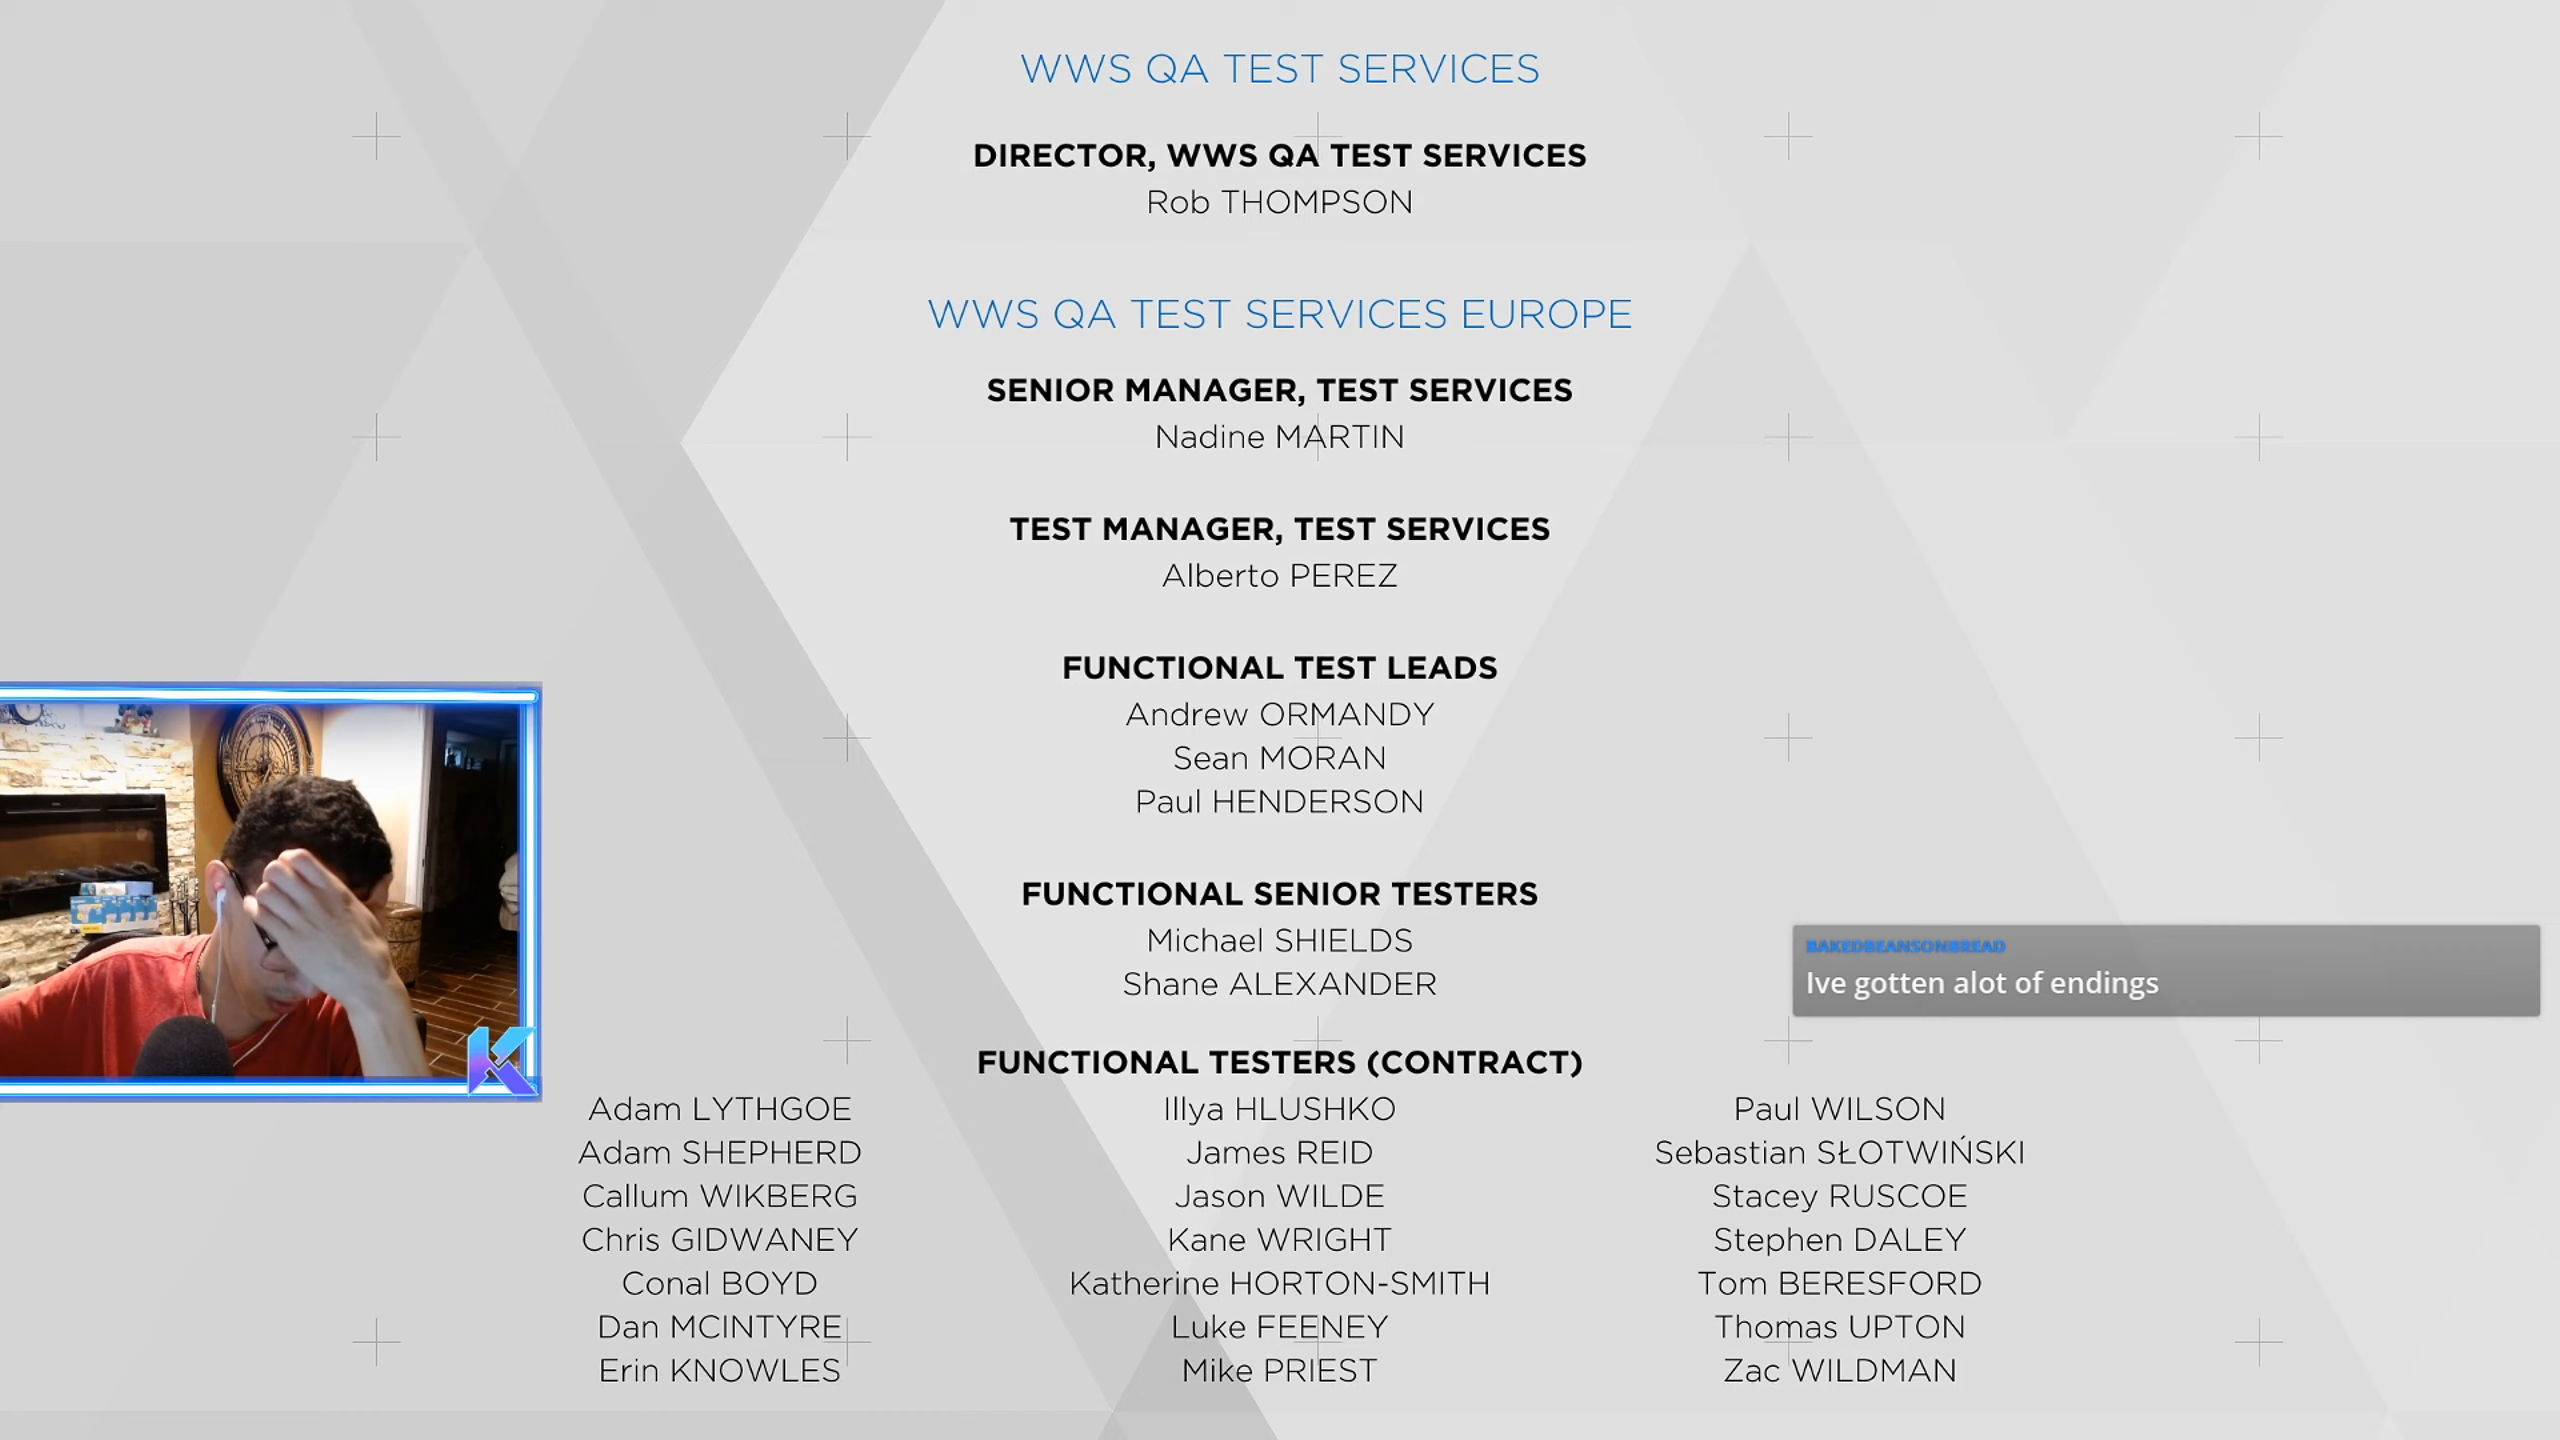 WWS QA TEST SERVICES
DIRECTOR, WWS QA TEST SERVICES
Rob THOMPSON
WWS QA TEST SERVICES EUROPE
SENIOR MANAGER, TEST SERVICES
Nadine MARTIN
TEST MANAGER, TEST SERVICES
Alberto PEREZ
FUNCTIONAL TEST LEADS
Andrew ORMANDY
Sean MORAN
Paul HENDERSON
FUNCTIONAL SENIOR TESTERS
Michael SHIELDS
Shane ALEXANDER
BAKEDBEANSONBREAD
Ive gotten alot of endings
FUNCTIONAL TESTERS (CONTRACT)
Adam LYTHGOE
Adam SHEPHERD
Callum WIKBERG
Chris GIDWANEY
Conal BOYD
Dan MCINTYRE
Erin KNOWLES
Illya HLUSHKO
James REID
Jason WILDE
Kane WRIGHT
Katherine HORTON-SMITH
Luke FEENEY
Mike PRIEST
Paul WILSON
Sebastian SŁOTWIŃSKI
Stacey RUSCOE
Stephen DALEY
Tom BERESFORD
Thomas UPTON
Zac WILDMAN